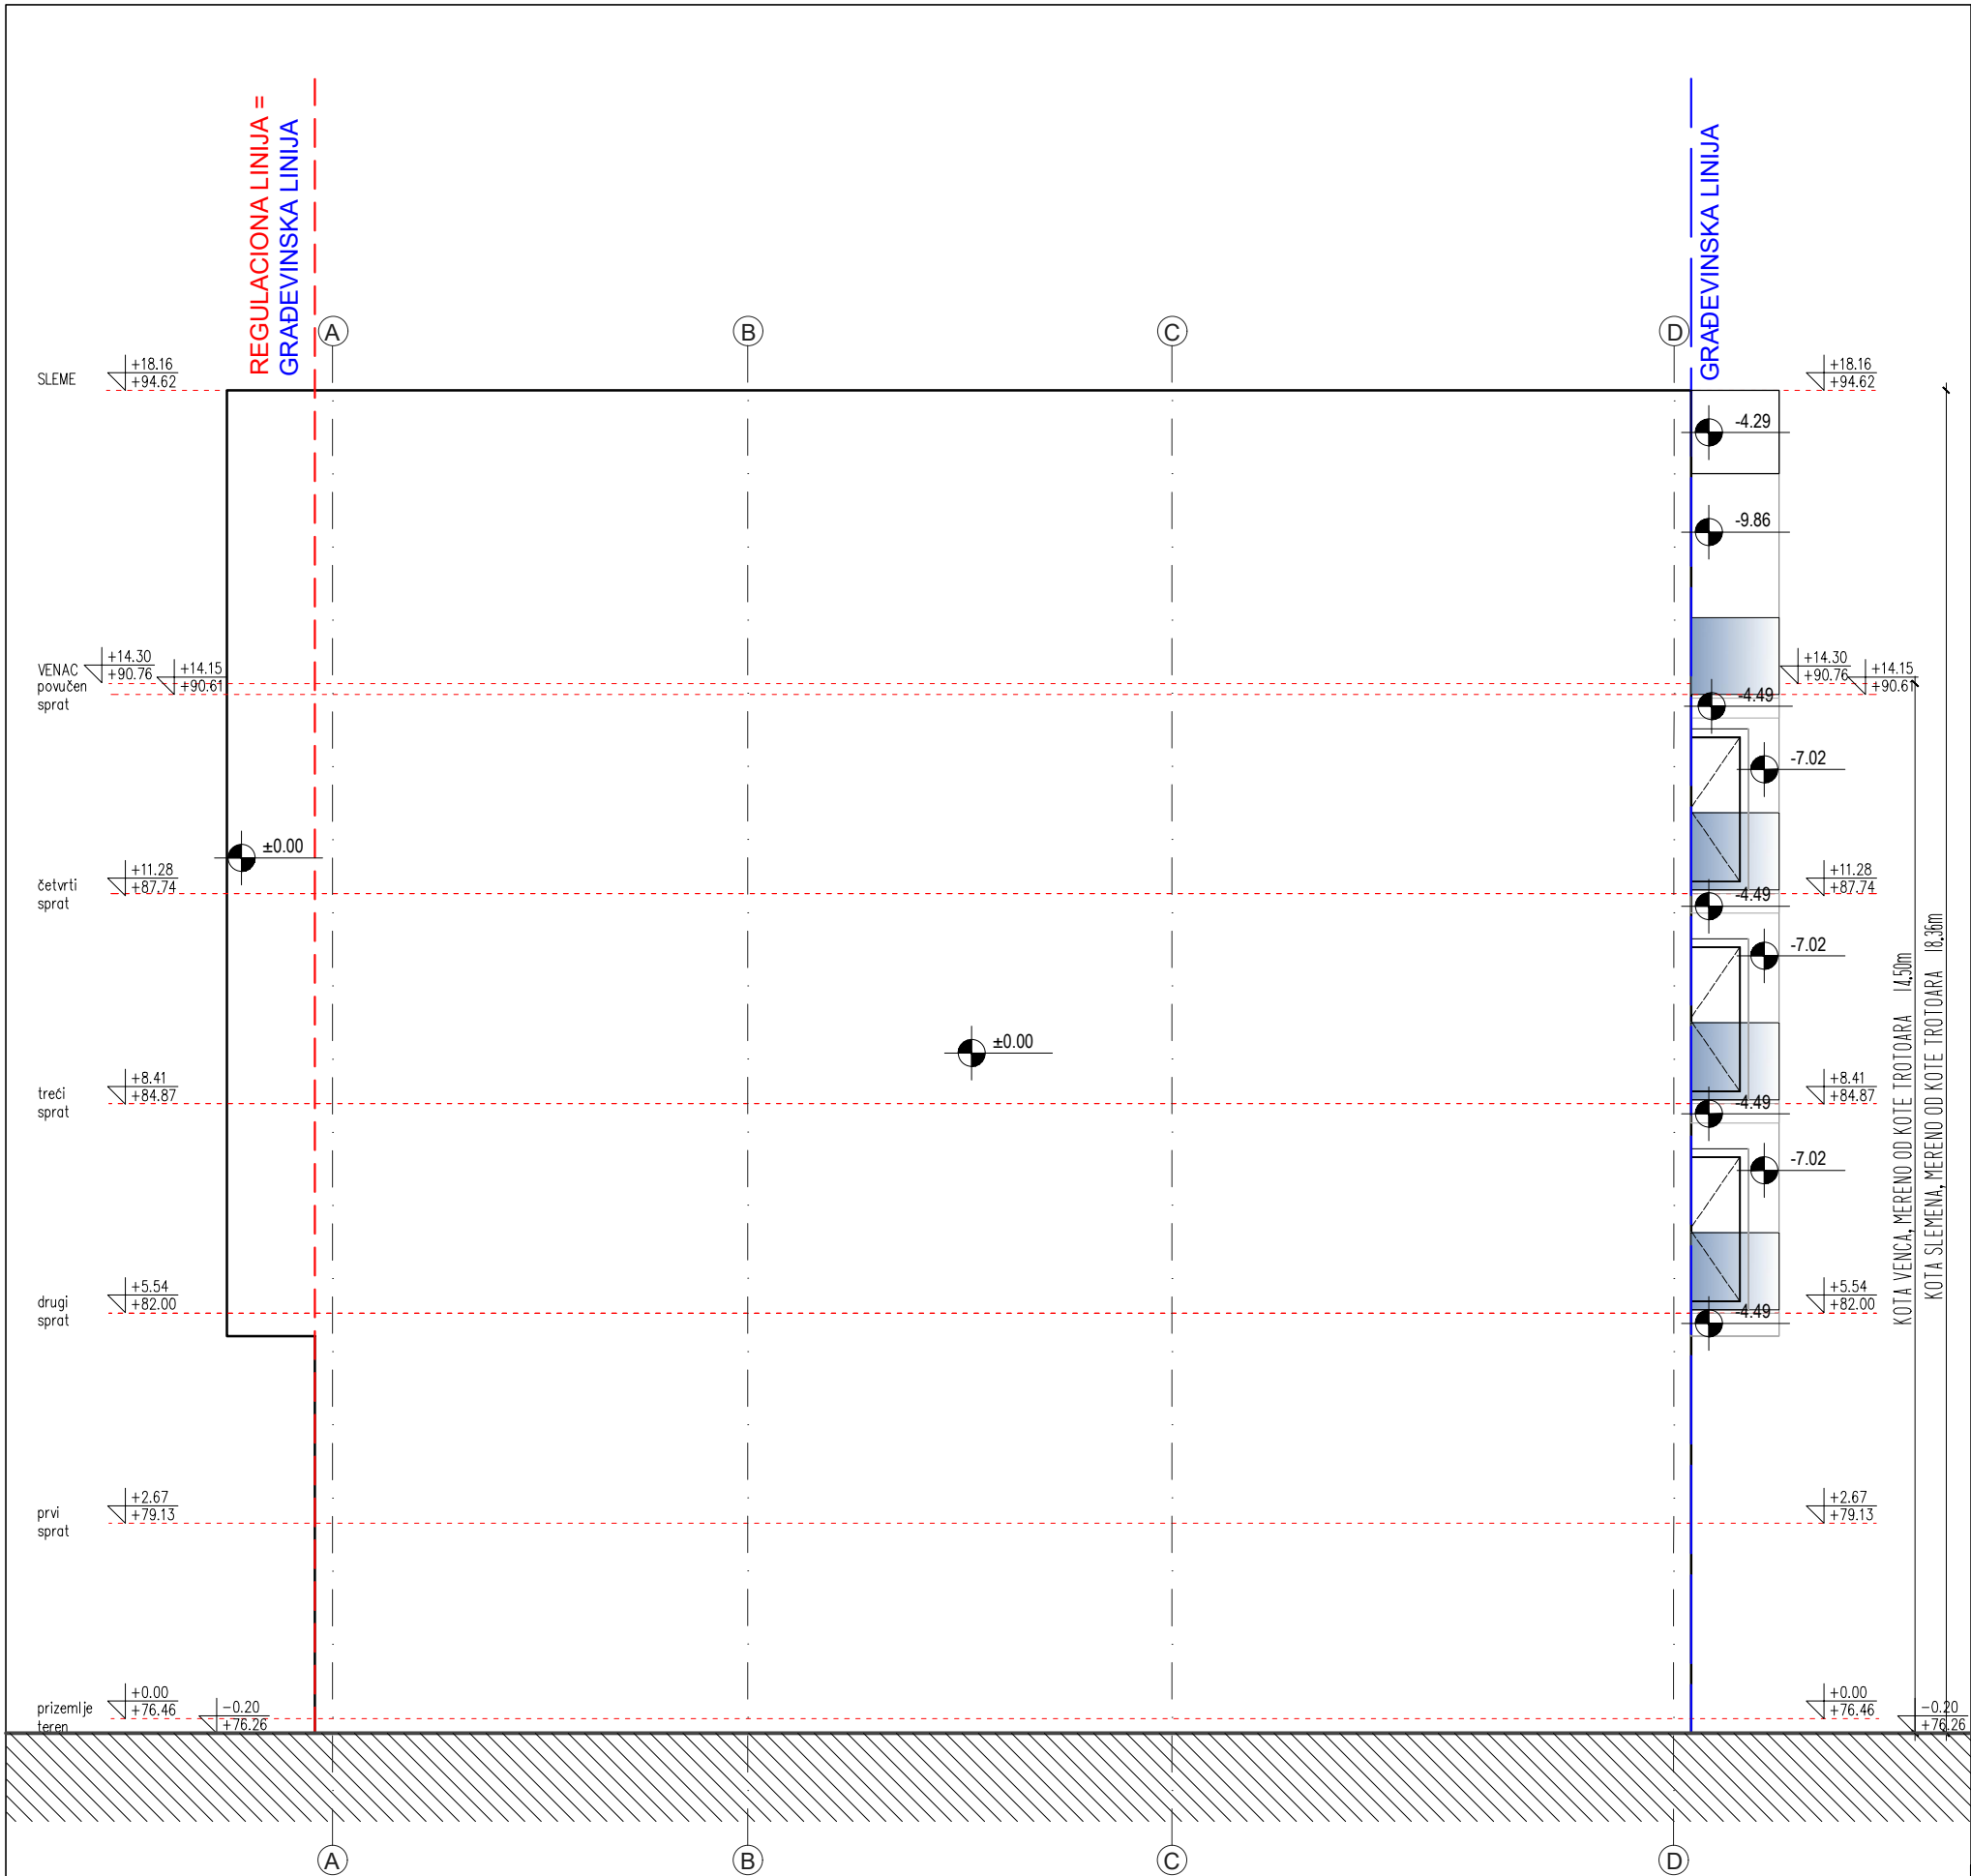 REGULACIONA LINIJA =
GRAĐEVINSKA LINIJA
GRAĐEVINSKA LINIJA
A
B
C
D
SLEME
+18.16
+94.62
+18.16
+94.62
-4.29
-9.86
VENAC
povučen
sprat
+14.30
+90.76
+14.15
+90.61
+14.30
+90.76
+14.15
+90.61
-4.49
-7.02
±0.00
četvrti
sprat
+11.28
+87.74
+11.28
+87.74
-4.49
-7.02
±0.00
treći
sprat
+8.41
+84.87
+8.41
+84.87
-4.49
-7.02
drugi
sprat
+5.54
+82.00
+5.54
+82.00
-4.49
KOTA VENCA, MERENO OD KOTE TROTOARA 14,50m
KOTA SLEMENA, MERENO OD KOTE TROTOARA 18,36m
prvi
sprat
+2.67
+79.13
+2.67
+79.13
prizemlje
teren
+0.00
+76.46
-0.20
+76.26
+0.00
+76.46
-0.20
+76.26
A
B
C
D